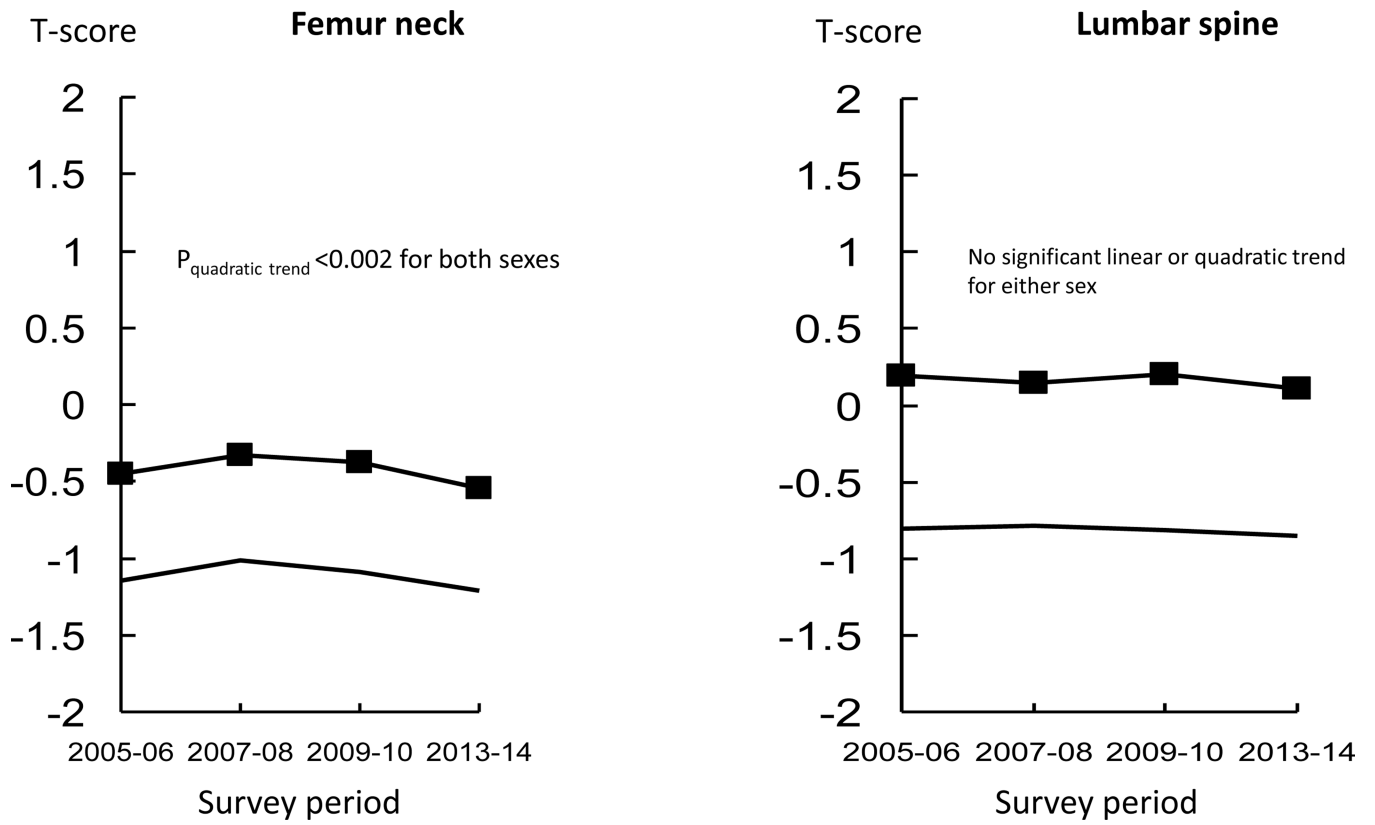 T-score
Femur neck
2
1.5
1
0.5
0
-0.5
-1
-1.5
-2
P quadratic trend <0.002 for both sexes
2005-06 2007-08 2009-10 2013-14
Survey period
T-score
Lumbar spine
2
1.5
1
0.5
0
-0.5
-1
-1.5
-2
No significant linear or quadratic trend
for either sex
2005-06 2007-08 2009-10 2013-14
Survey period